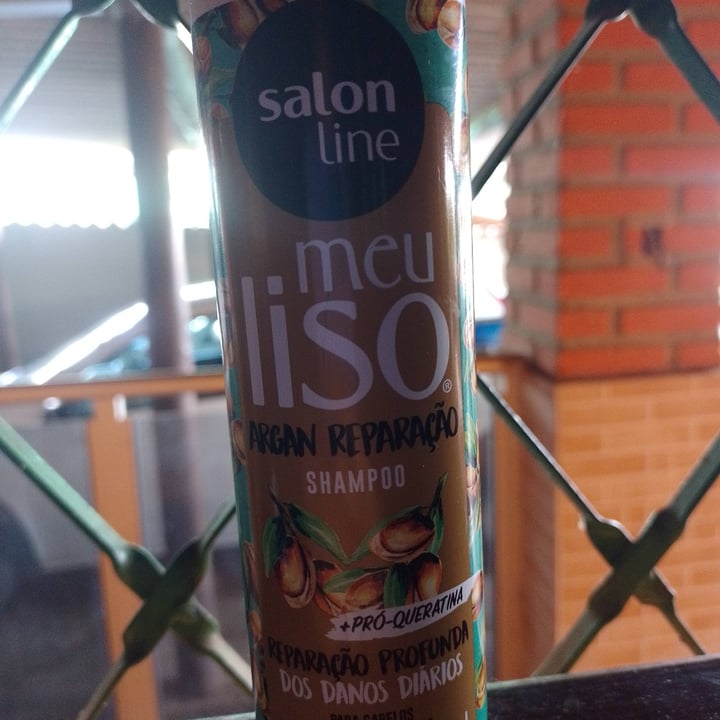 salon
line
meu
liso®
ARGAN REPARAÇÃO
SHAMPOO
+PRÓ-QUERATINA
REPARAÇÃO PROFUNDA
DOS DANOS DIÁRIOS
PARA CABELOS